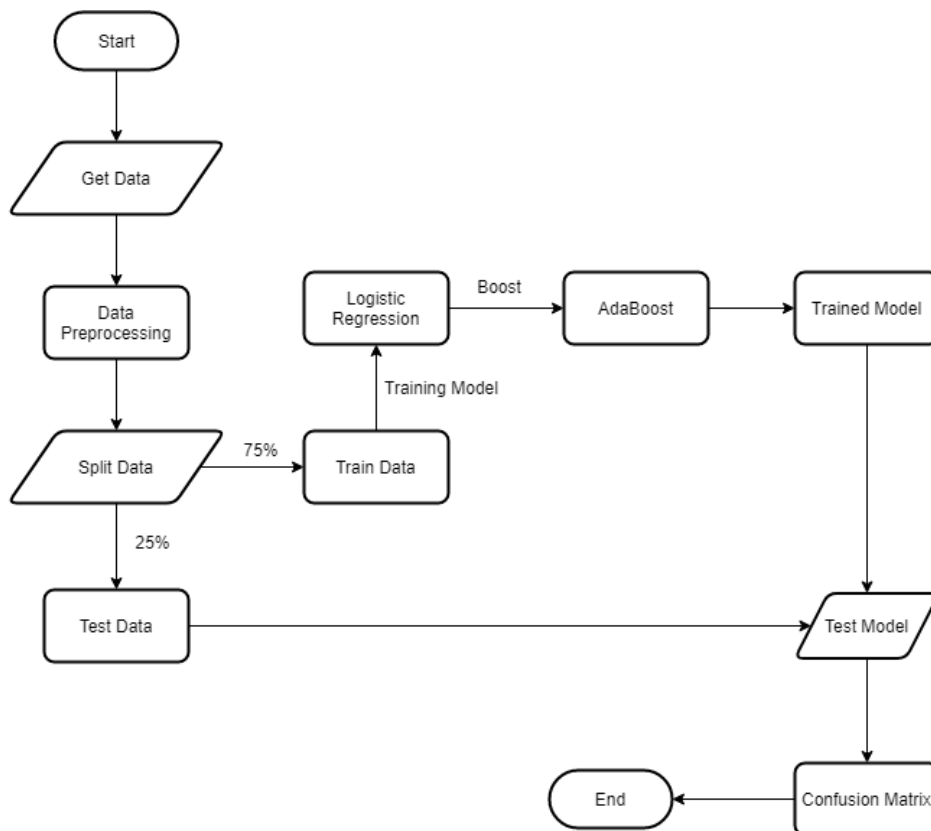 Start
Get Data
Data
Preprocessing
Split Data
75%
Train Data
Training Model
Logistic
Regression
Boost
AdaBoost
Trained Model
25%
Test Data
Test Model
Confusion Matrix
End